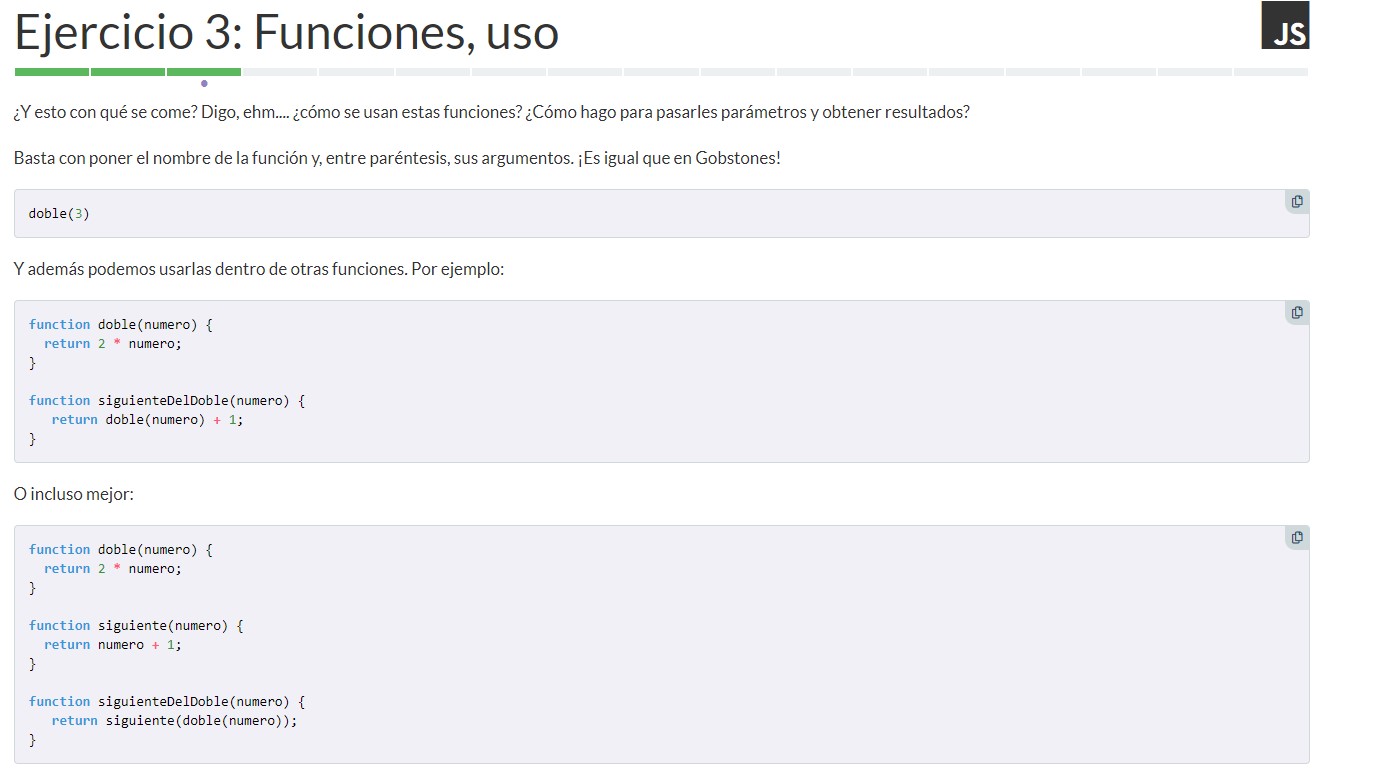 Ejercicio 3: Funciones, uso
JS
¿Y esto con qué se come? Digo, ehm.... ¿cómo se usan estas funciones? ¿Cómo hago para pasarles parámetros y obtener resultados?
Basta con poner el nombre de la función y, entre paréntesis, sus argumentos. ¡Es igual que en Gobstones!
doble(3)
Y además podemos usarlas dentro de otras funciones. Por ejemplo:
function doble(numero) {
  return 2 * numero;
}
function siguienteDelDoble(numero) {
   return doble(numero) + 1;
}
O incluso mejor:
function doble(numero) {
  return 2 * numero;
}
function siguiente(numero) {
  return numero + 1;
}
function siguienteDelDoble(numero) {
   return siguiente(doble(numero));
}